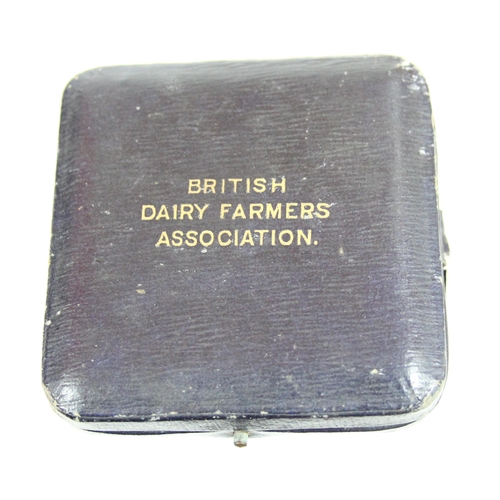 BRITISH
DAIRY FARMERS
ASSOCIATION.